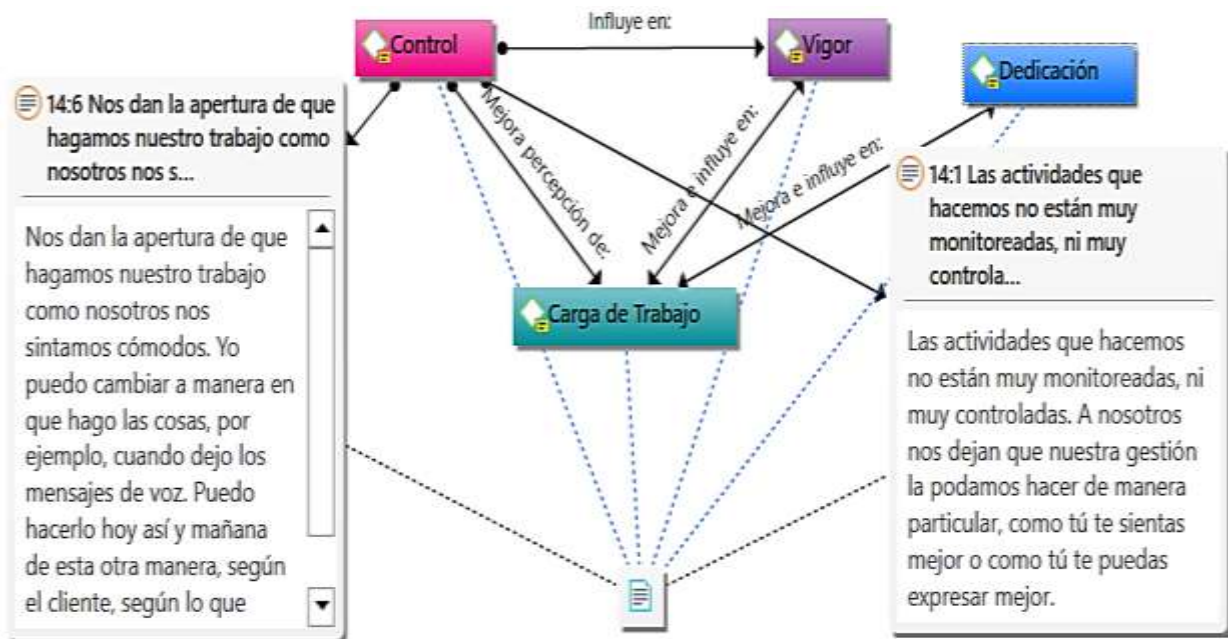 Influye en:
Control
Vigor
Dedicación
14:6 Nos dan la apertura de que
hagamos nuestro trabajo como
nosotros nos s...
Nos dan la apertura de que
hagamos nuestro trabajo
como nosotros nos
sintamos cómodos. Yo
puedo cambiar a manera en
que hago las cosas, por
ejemplo, cuando dejo los
mensajes de voz. Puedo
hacerlo hoy así y mañana
de esta otra manera, según
el cliente, según lo que
Mejora percepción de:
Mejora e influye en:
Mejora e influye en:
Carga de Trabajo
14:1 Las actividades que
hacemos no están muy
monitoreadas, ni muy
controla...
Las actividades que hacemos
no están muy monitoreadas, ni
muy controladas. A nosotros
nos dejan que nuestra gestión
la podamos hacer de manera
particular, como tú te sientas
mejor o como tú te puedas
expresar mejor.